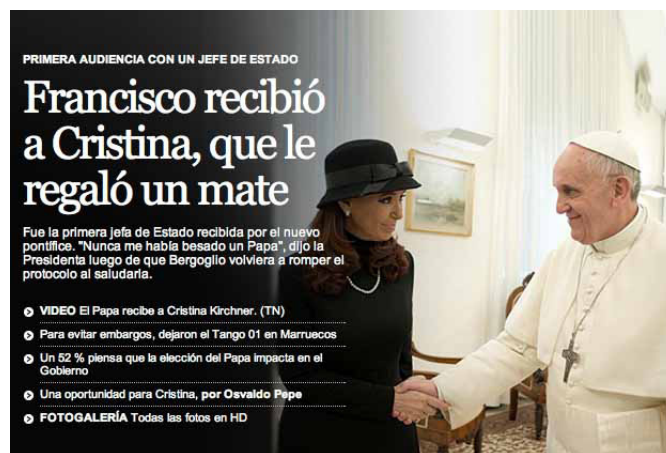 PRIMERA AUDIENCIA CON UN JEFE DE ESTADO
Francisco recibió
a Cristina, que le
regaló un mate
Fue la primera jefa de Estado recibida por el nuevo
pontífice. "Nunca me había besado un Papa", dijo la
Presidenta luego de que Bergoglio volviera a romper el
protocolo al saludarla.
VIDEO El Papa recibe a Cristina Kirchner. (TN)
Para evitar embargos, dejaron el Tango 01 en Marruecos
Un 52 % piensa que la elección del Papa impacta en el
Gobierno
Una oportunidad para Cristina, por Osvaldo Pepe
FOTOGALERÍA Todas las fotos en HD